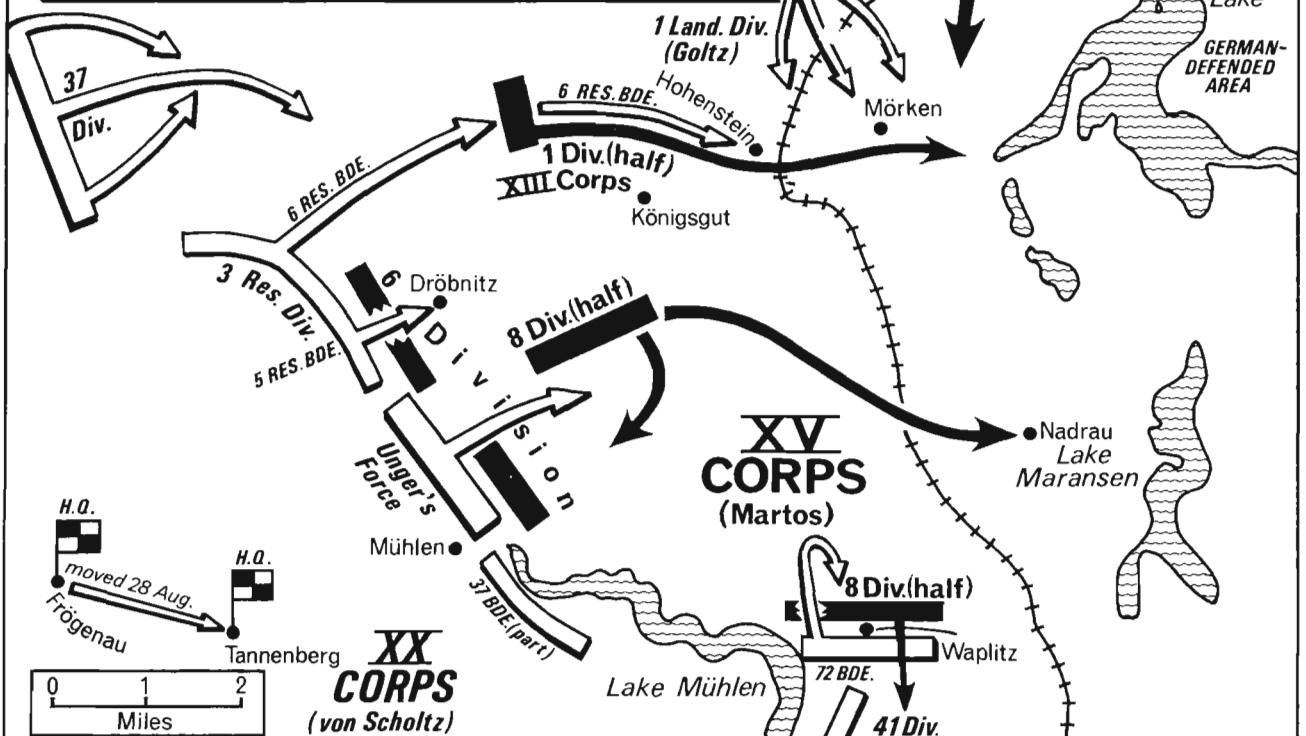 Lake
1 Land. Div.
(Goltz)
GERMAN-
DEFENDED
AREA
37
Div.
6 RES. BDE.
Hohenstein
Mörken
1 Div.(half)
XIII Corps
Königsgut
6 RES. BDE.
3 Res. Div.
5 RES. BDE.
6 Division
Dröbnitz
8 Div.(half)
Unger's
Force
XV
CORPS
(Martos)
Nadrau
Lake
Maransen
Mühlen
37 BDE.(part)
H.Q.
H.Q.
moved 28 Aug.
Frögenau
Tannenberg
8 Div.(half)
Waplitz
72 BDE.
41 Div.
Lake Mühlen
XX
CORPS
(von Scholtz)
0 1 2
Miles